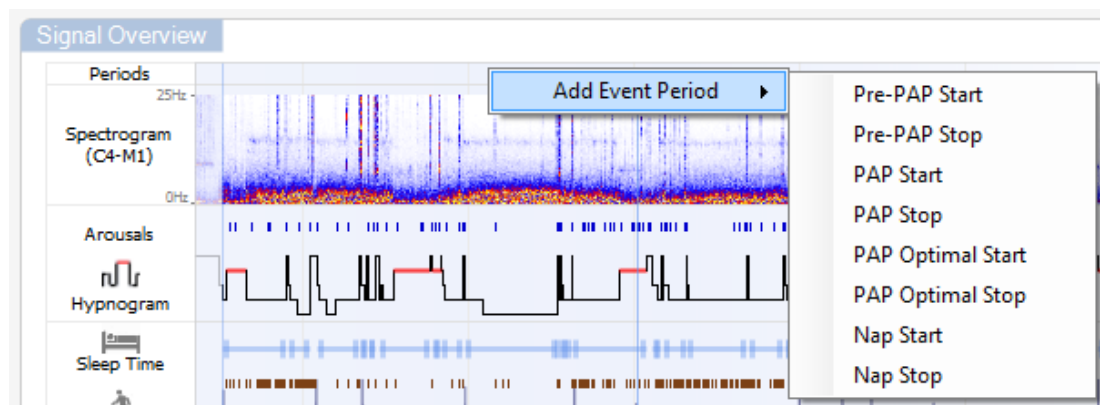 Signal Overview
Periods
Add Event Period
25Hz
Spectrogram
(C4-M1)
0Hz
Arousals
Hypnogram
Sleep Time
Pre-PAP Start
Pre-PAP Stop
PAP Start
PAP Stop
PAP Optimal Start
PAP Optimal Stop
Nap Start
Nap Stop